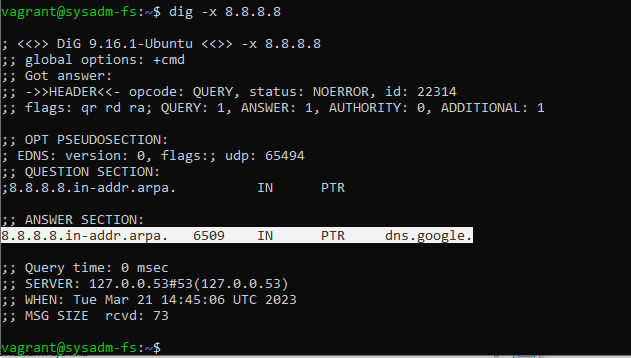 vagrant@sysadm-fs:~$ dig -x 8.8.8.8
; <<>> DiG 9.16.1-Ubuntu <<>> -x 8.8.8.8
;; global options: +cmd
;; Got answer:
;; ->>HEADER<<- opcode: QUERY, status: NOERROR, id: 22314
;; flags: qr rd ra; QUERY: 1, ANSWER: 1, AUTHORITY: 0, ADDITIONAL: 1
;; OPT PSEUDOSECTION:
; EDNS: version: 0, flags:; udp: 65494
;; QUESTION SECTION:
;8.8.8.8.in-addr.arpa. IN PTR
;; ANSWER SECTION:
8.8.8.8.in-addr.arpa. 6509 IN PTR dns.google.
;; Query time: 0 msec
;; SERVER: 127.0.0.53#53(127.0.0.53)
;; WHEN: Tue Mar 21 14:45:06 UTC 2023
;; MSG SIZE rcvd: 73
vagrant@sysadm-fs:~$